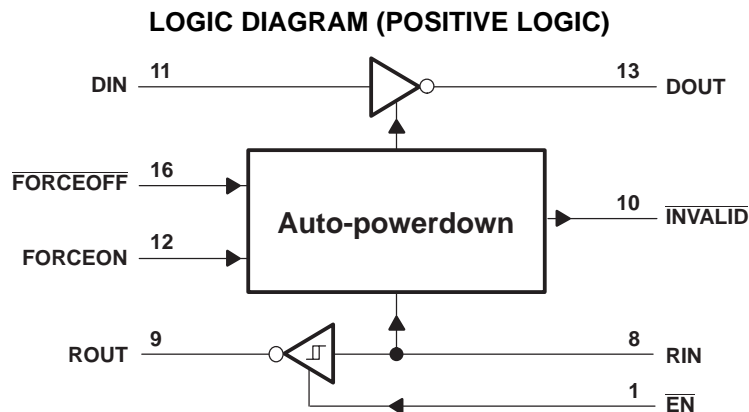 LOGIC DIAGRAM (POSITIVE LOGIC)
DIN 11 13 DOUT
FORCEOFF 16
Auto-powerdown
10 INVALID
FORCEON 12
ROUT 9 8 RIN
1 EN